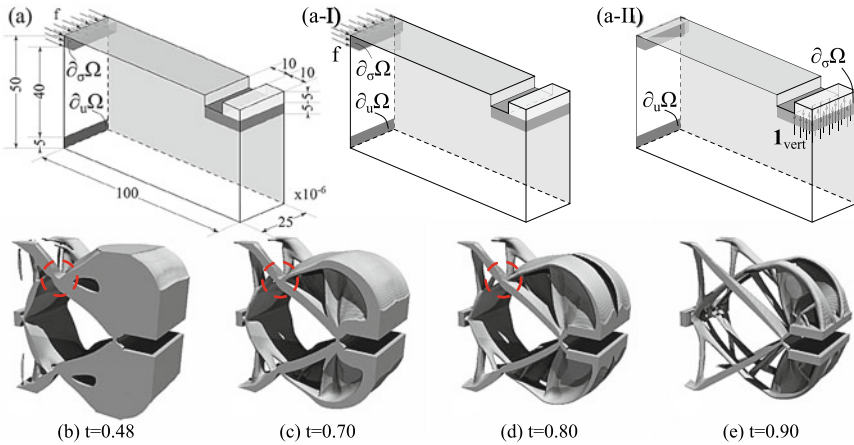 (a)
f
∂σΩ
50
40
∂uΩ
5
100
10
10
5
5
x10⁻⁶
25
(a-I)
f
∂σΩ
∂uΩ
(a-II)
∂σΩ
∂uΩ
1vert
(b) t=0.48
(c) t=0.70
(d) t=0.80
(e) t=0.90